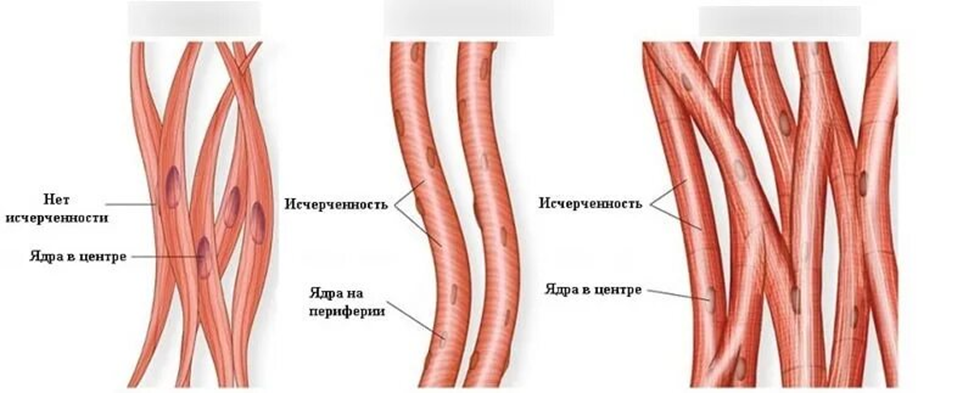 Нет
исчерченности
Ядра в центре
Исчерченность
Ядра на
периферии
Исчерченность
Ядра в центре